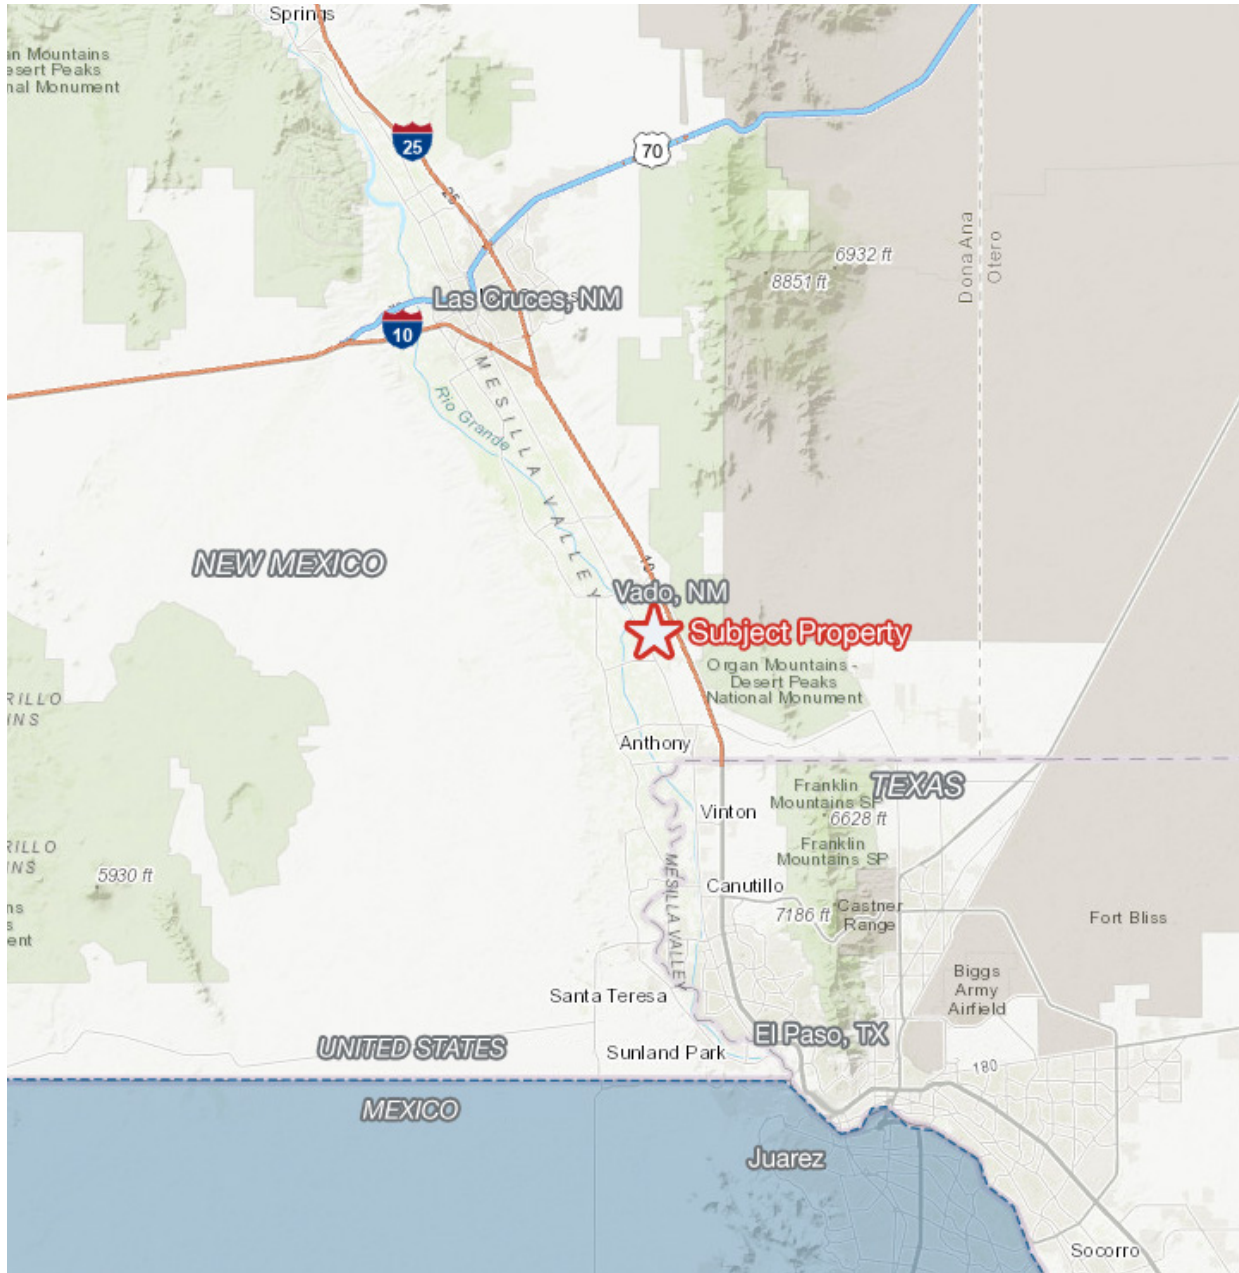 Springs
an Mountains
esert Peaks
nal Monument
25
70
25
Dona Ana
Otero
6932 ft
8851 ft
Las Cruces, NM
10
MESILLA VALLEY
Rio Grande
NEW MEXICO
10
Vado, NM
Subject Property
Organ Mountains -
Desert Peaks
National Monument
RILLO
INS
Anthony
TEXAS
Franklin
Mountains SP
6628 ft
Vinton
Franklin
Mountains SP
RILLO
INS
5930 ft
MESILLA VALLEY
Canutillo
7186 ft
Castner
Range
Fort Bliss
ns
s
ent
Biggs
Army
Airfield
Santa Teresa
El Paso, TX
UNITED STATES
Sunland Park
180
MEXICO
Juarez
Socorro